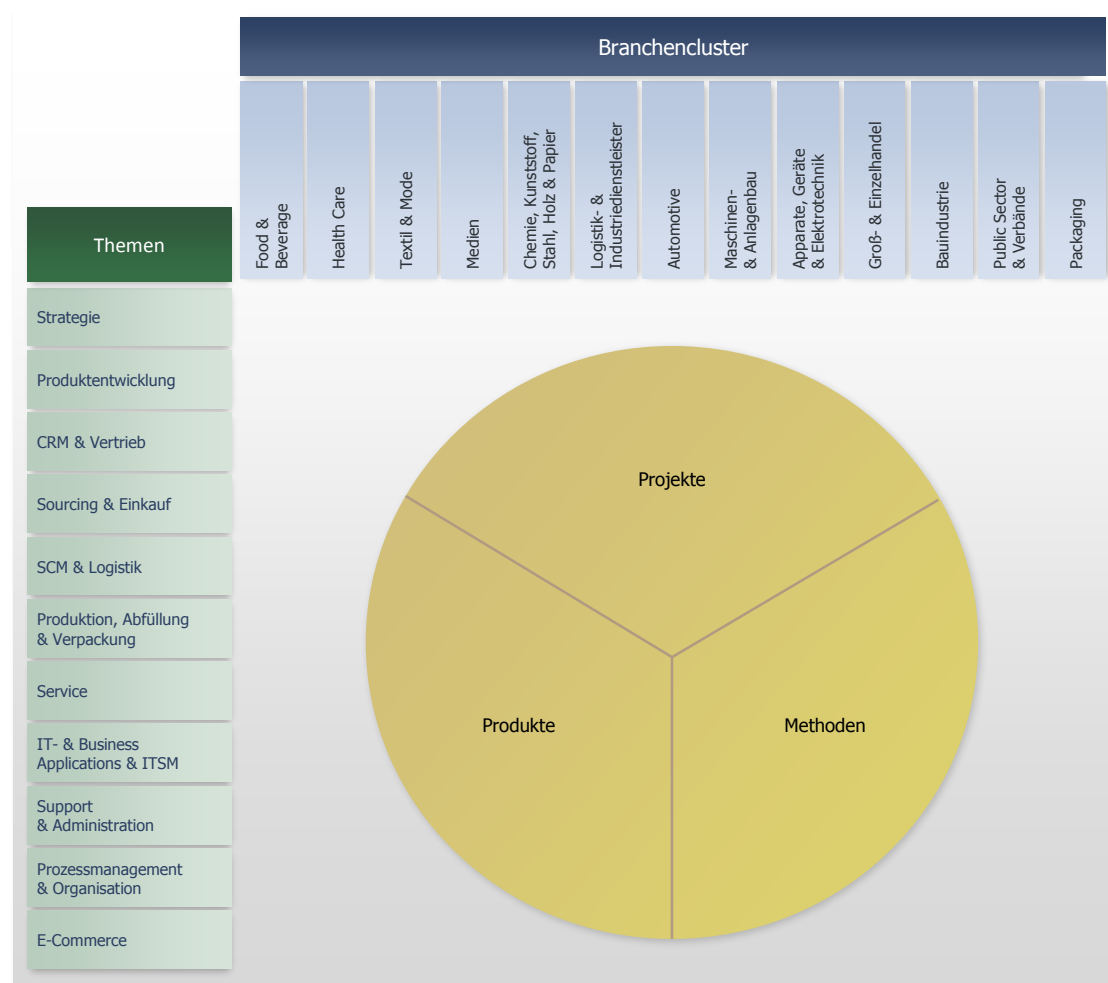 Branchencluster
Food &
Beverage
Health Care
Textil & Mode
Medien
Chemie, Kunststoff,
Stahl, Holz & Papier
Logistik- &
Industriedienstleister
Automotive
Maschinen-
& Anlagenbau
Apparate, Geräte
& Elektrotechnik
Groß- & Einzelhandel
Bauindustrie
Public Sector
& Verbände
Packaging
Themen
Strategie
Produktentwicklung
CRM & Vertrieb
Sourcing & Einkauf
SCM & Logistik
Produktion, Abfüllung
& Verpackung
Service
IT- & Business
Applications & ITSM
Support
& Administration
Prozessmanagement
& Organisation
E-Commerce
Projekte
Produkte
Methoden